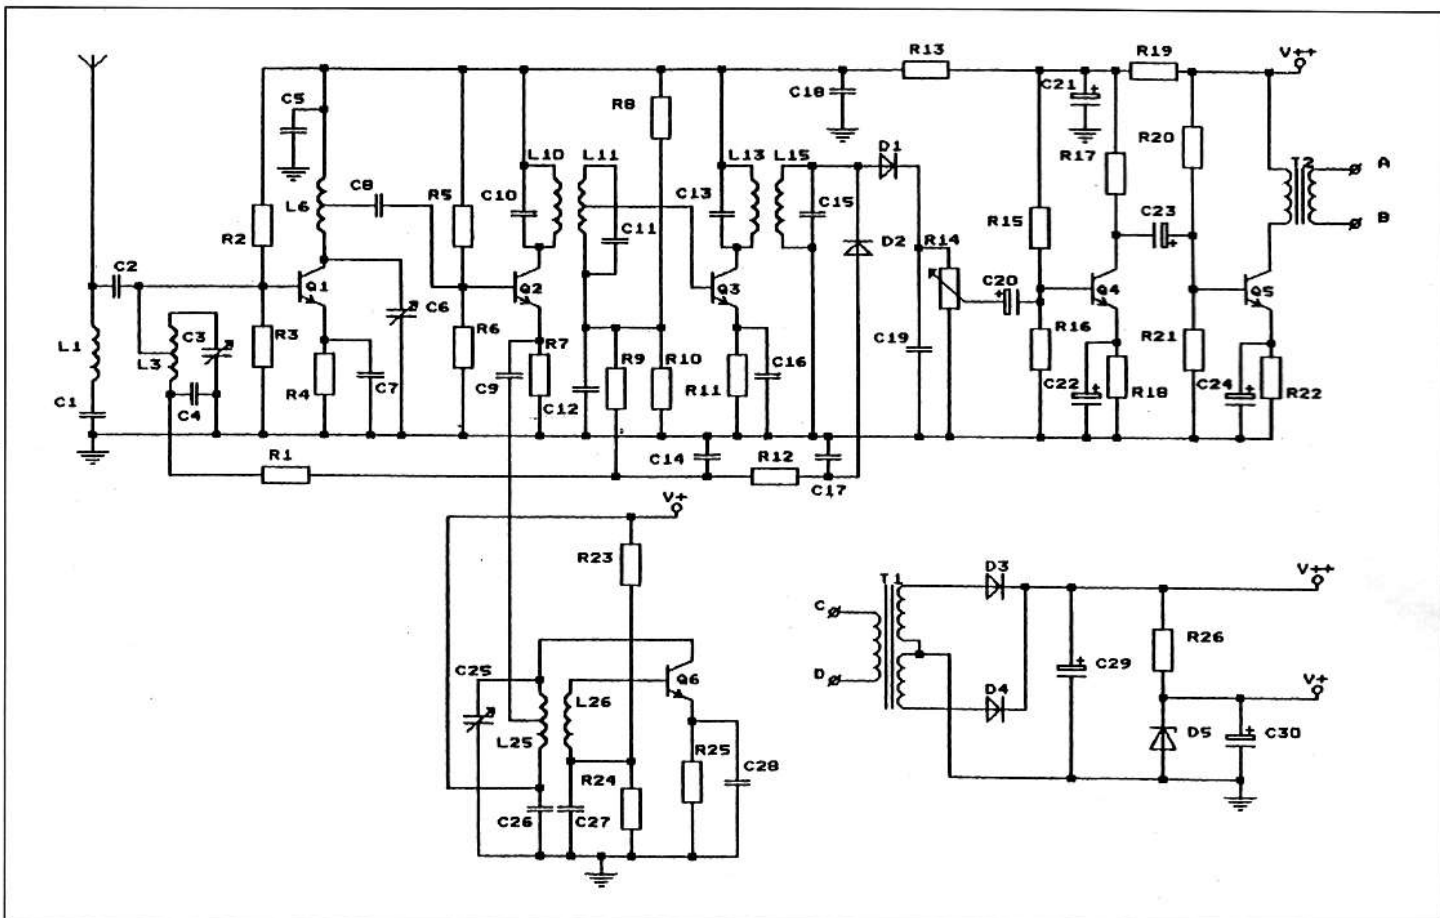 R13
R19
V++
C5
C18
C21
R8
R20
D1
L10
L11
L13
L15
R17
T2
A
C8
R5
C10
C13
C15
L6
R2
C11
R15
C23
B
D2
R14
C2
Q1
Q2
Q3
C20
Q4
Q5
C6
R3
R6
R16
R21
L1
C3
L3
R7
R9
R10
C16
C19
C1
C4
R4
C7
C9
C12
R11
C22
R18
C24
R22
R1
C14
R12
C17
V+
R23
T1
D3
V++
C
R26
C25
L26
Q6
D
D4
C29
V+
L25
R24
R25
C28
D5
C30
C26
C27